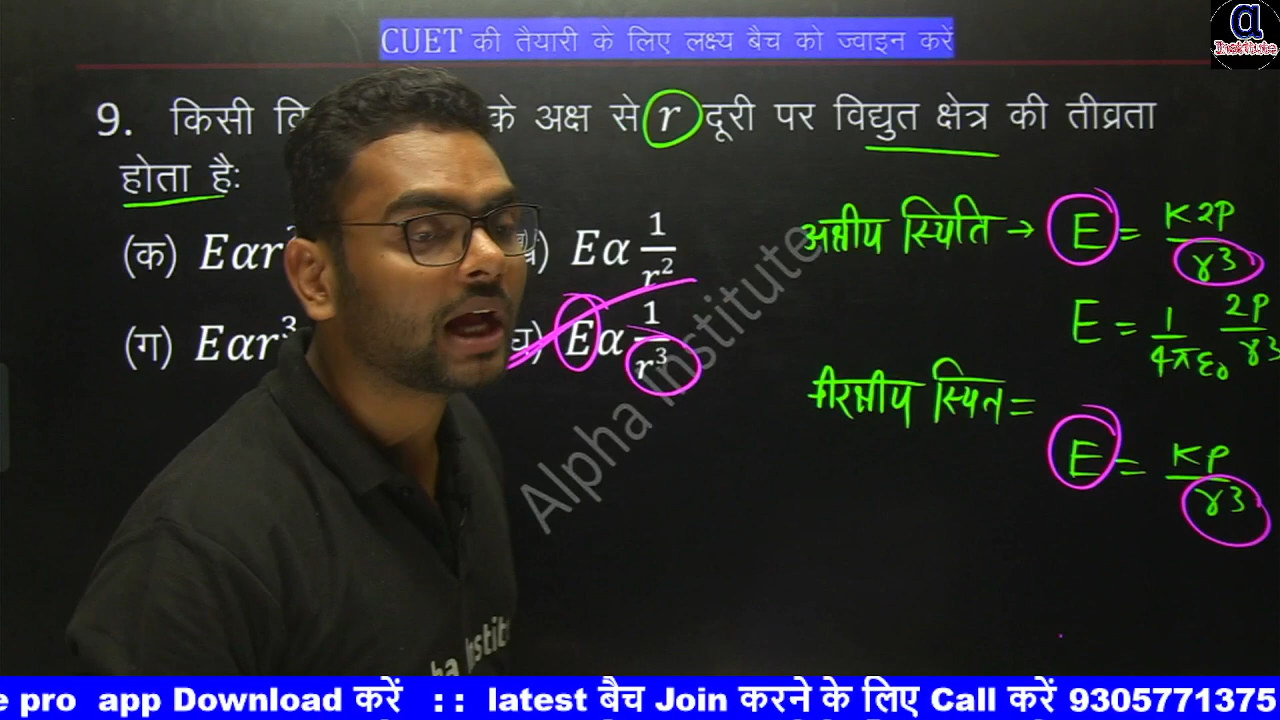 CUET की तैयारी के लिए लक्ष्य बैच को ज्वाइन करें
α
Institute
9. किसी के अक्ष से r दूरी पर विद्युत क्षेत्र की तीव्रता
होता है:
(क) Eαr
Eα 1/r²
(ग) Eαr³
घ) Eα 1/r³
अक्षीय स्थिति → E = K2P/r3
E = 1/4πε₀ 2P/r3
स्थित =
E = KP/r3
Alpha Institute
e pro app Download करें :: latest बैच Join करने के लिए Call करें 9305771375